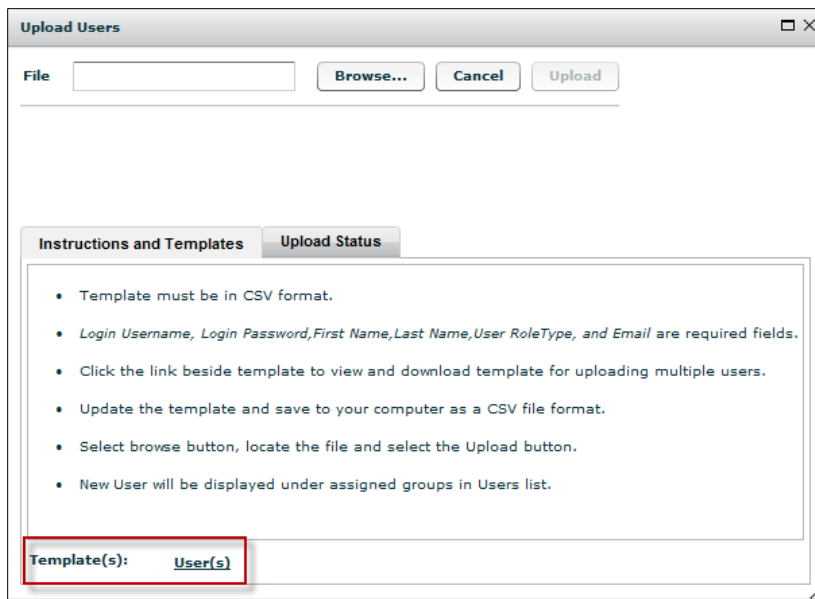 Upload Users
File Browse... Cancel Upload
Instructions and Templates Upload Status
• Template must be in CSV format.
• Login Username, Login Password,First Name,Last Name,User RoleType, and Email are required fields.
• Click the link beside template to view and download template for uploading multiple users.
• Update the template and save to your computer as a CSV file format.
• Select browse button, locate the file and select the Upload button.
• New User will be displayed under assigned groups in Users list.
Template(s): User(s)